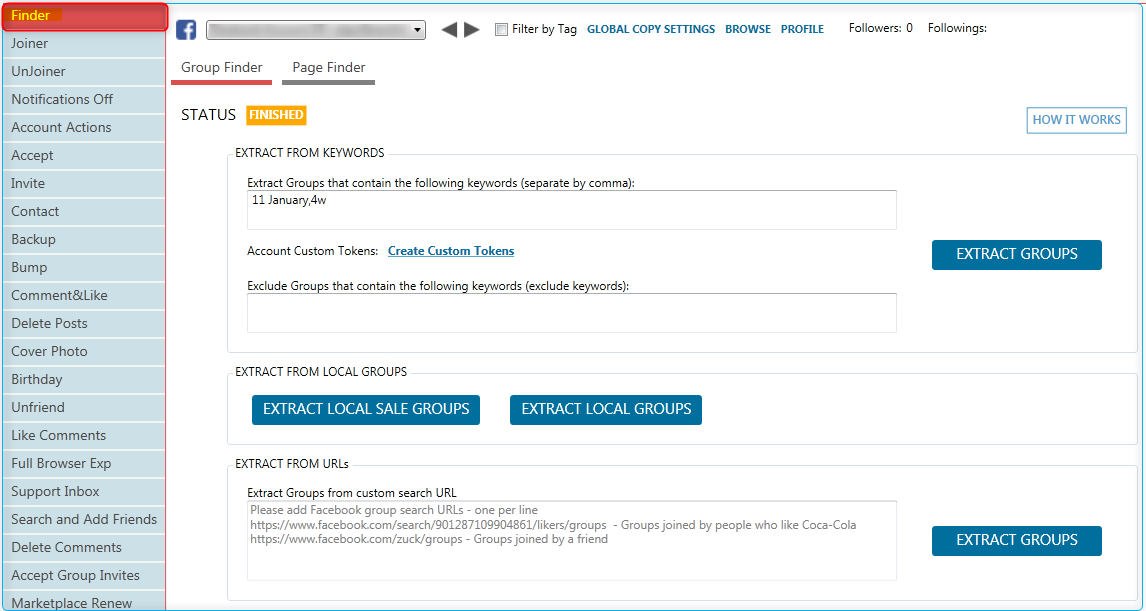 Finder
Joiner
UnJoiner
Notifications Off
Account Actions
Accept
Invite
Contact
Backup
Bump
Comment&Like
Delete Posts
Cover Photo
Birthday
Unfriend
Like Comments
Full Browser Exp
Support Inbox
Search and Add Friends
Delete Comments
Accept Group Invites
Marketplace Renew
Filter by Tag GLOBAL COPY SETTINGS BROWSE PROFILE Followers: 0 Followings:
Group Finder Page Finder
STATUS FINISHED
HOW IT WORKS
EXTRACT FROM KEYWORDS
Extract Groups that contain the following keywords (separate by comma):
11 January,4w
Account Custom Tokens: Create Custom Tokens
EXTRACT GROUPS
Exclude Groups that contain the following keywords (exclude keywords):
EXTRACT FROM LOCAL GROUPS
EXTRACT LOCAL SALE GROUPS EXTRACT LOCAL GROUPS
EXTRACT FROM URLs
Extract Groups from custom search URL
Please add Facebook group search URLs - one per line
https://www.facebook.com/search/901287109904861/likers/groups - Groups joined by people who like Coca-Cola
https://www.facebook.com/zuck/groups - Groups joined by a friend
EXTRACT GROUPS